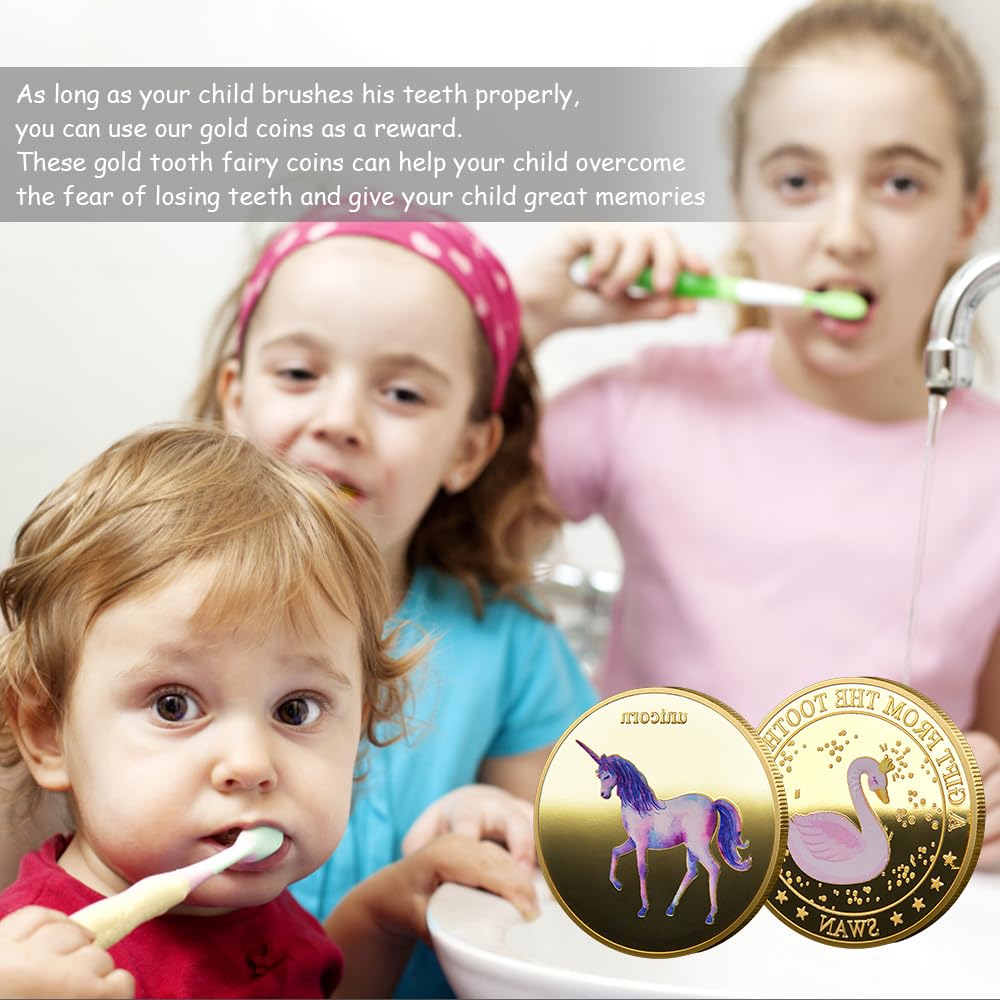 As long as your child brushes his teeth properly,
you can use our gold coins as a reward.
These gold tooth fairy coins can help your child overcome
the fear of losing teeth and give your child great memories
unicorn
A GIFT FROM THE TOOTH
SWAN